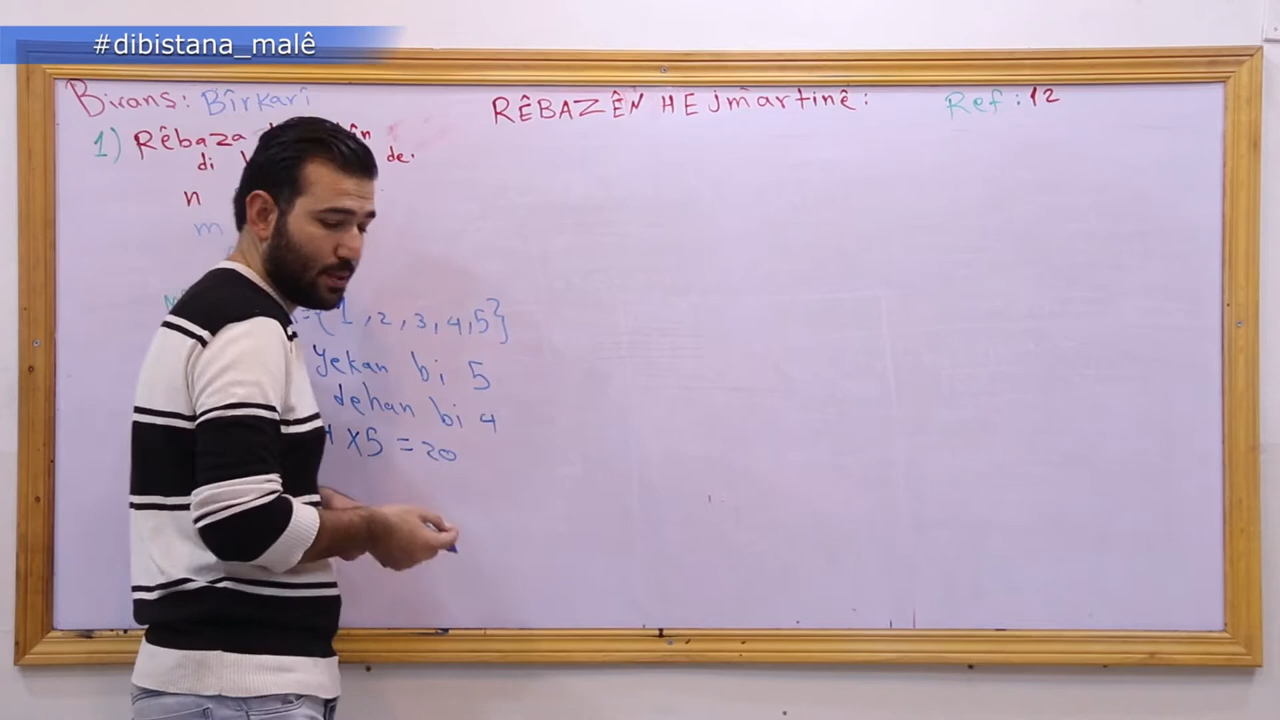 #dibistana_malê
Birans: Bîrkarî
RÊBAZÊN HEJmartinê:
Ref: 12
1) Rêbaza
di de.
n
m
{1, 2, 3, 4, 5}
Yekan bi 5
dehan bi 4
4 x 5 = 20